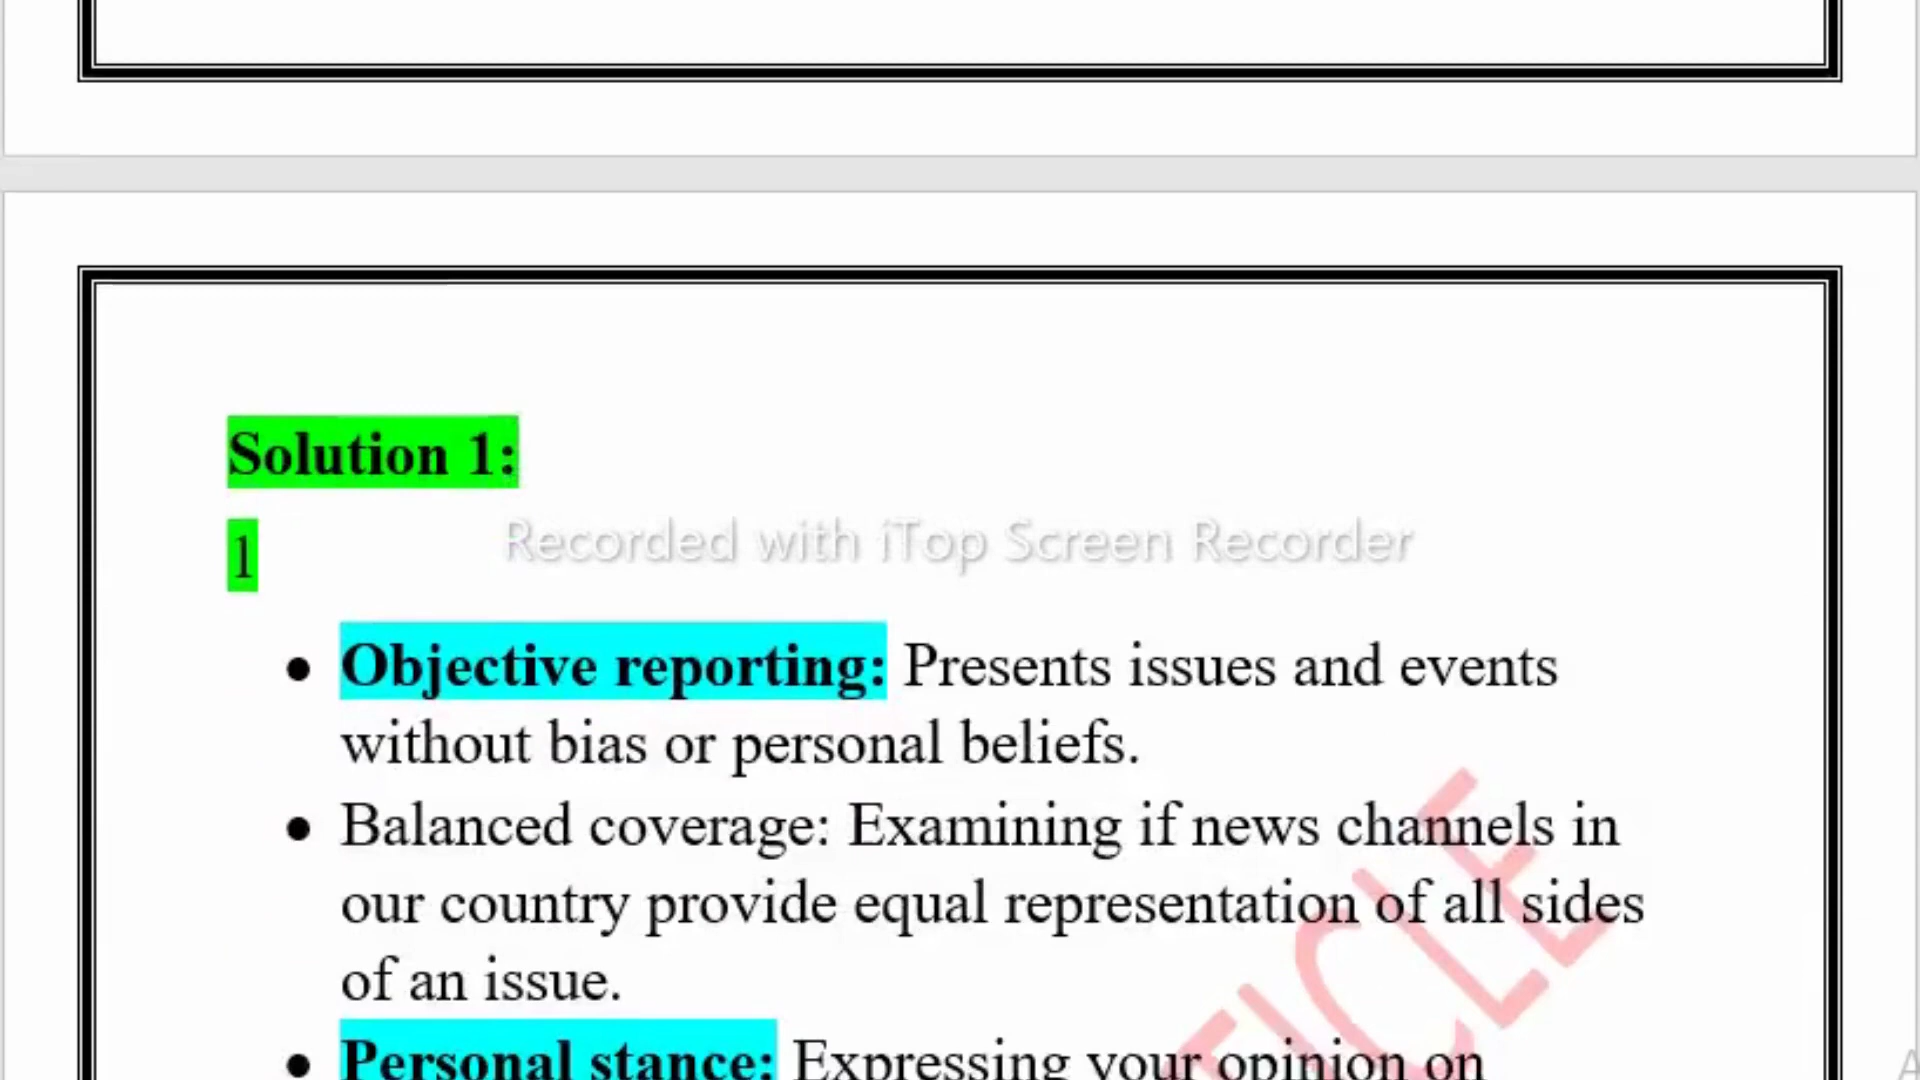 Solution 1:
1
Recorded with iTop Screen Recorder
• Objective reporting: Presents issues and events
without bias or personal beliefs.
• Balanced coverage: Examining if news channels in
our country provide equal representation of all sides
of an issue.
• Personal stance: Expressing your opinion on